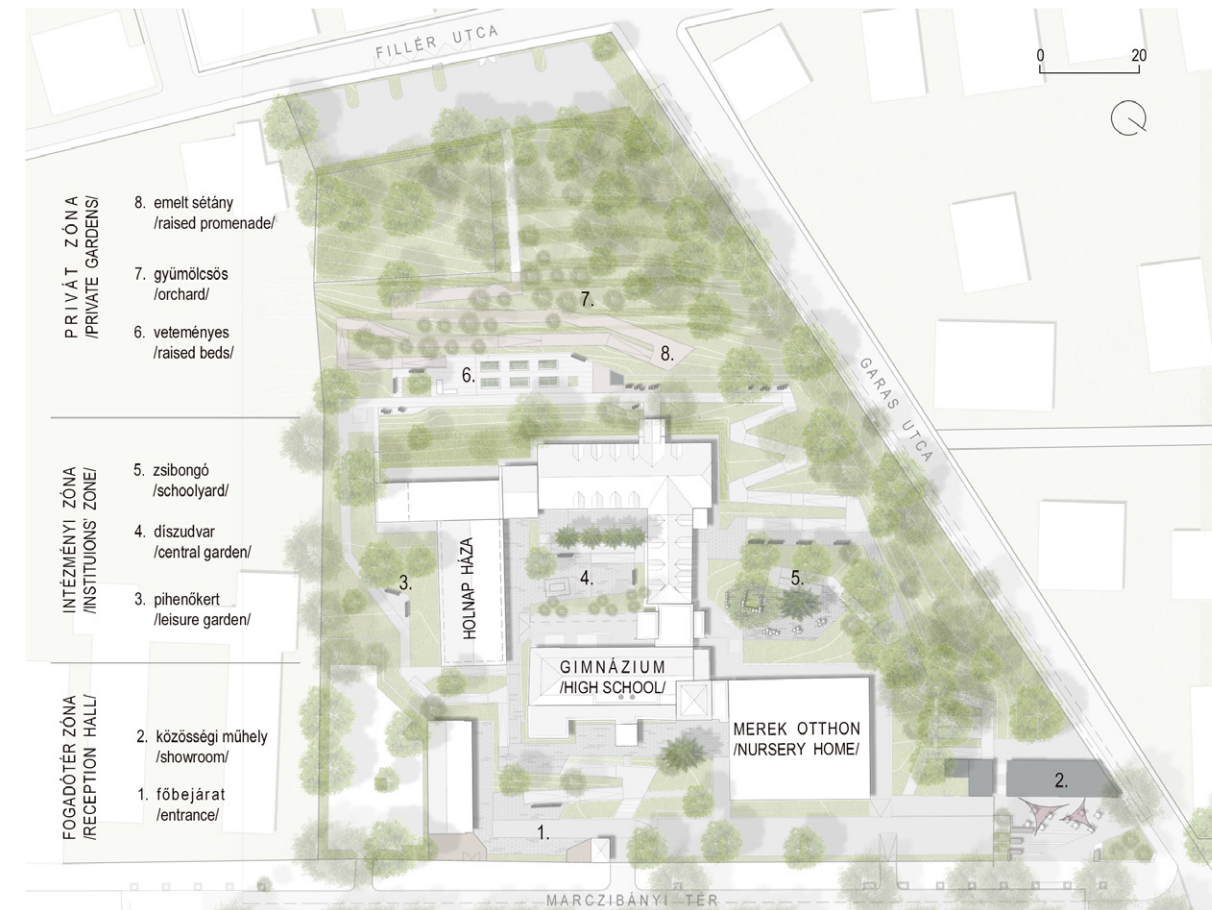 FILLÉR UTCA
0 20
PRIVÁT ZÓNA
/PRIVATE GARDENS/
8. emelt sétány
/raised promenade/
7. gyümölcsös
/orchard/
6. veteményes
/raised beds/
INTÉZMÉNYI ZÓNA
/INSTITUIONS' ZONE/
5. zsibongó
/schoolyard/
4. díszudvar
/central garden/
3. pihenőkert
/leisure garden/
FOGADÓTÉR ZÓNA
/RECEPTION HALL/
2. közösségi műhely
/showroom/
1. főbejárat
/entrance/
7.
8.
6.
GARAS UTCA
3.
HOLNAP HÁZA
4.
5.
GIMNÁZIUM
/HIGH SCHOOL/
MEREK OTTHON
/NURSERY HOME/
2.
1.
MARCZIBÁNYI TÉR